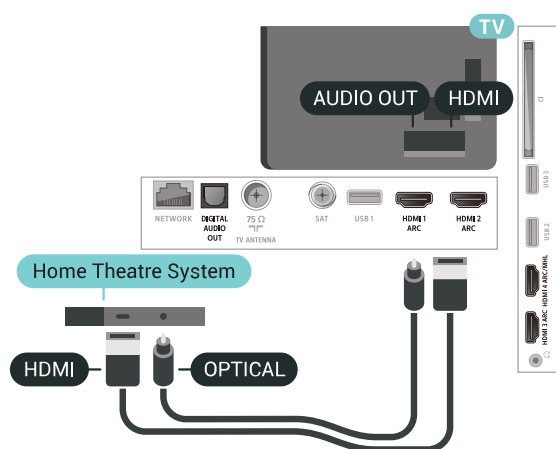 TV
AUDIO OUT
HDMI
CI
USB 3
USB 2
HDMI 4 ARC/MHL
HDMI 3 ARC
NETWORK
DIGITAL
AUDIO
OUT
75 Ω
TV ANTENNA
SAT
USB 1
HDMI 1
ARC
HDMI 2
ARC
Home Theatre System
HDMI
OPTICAL